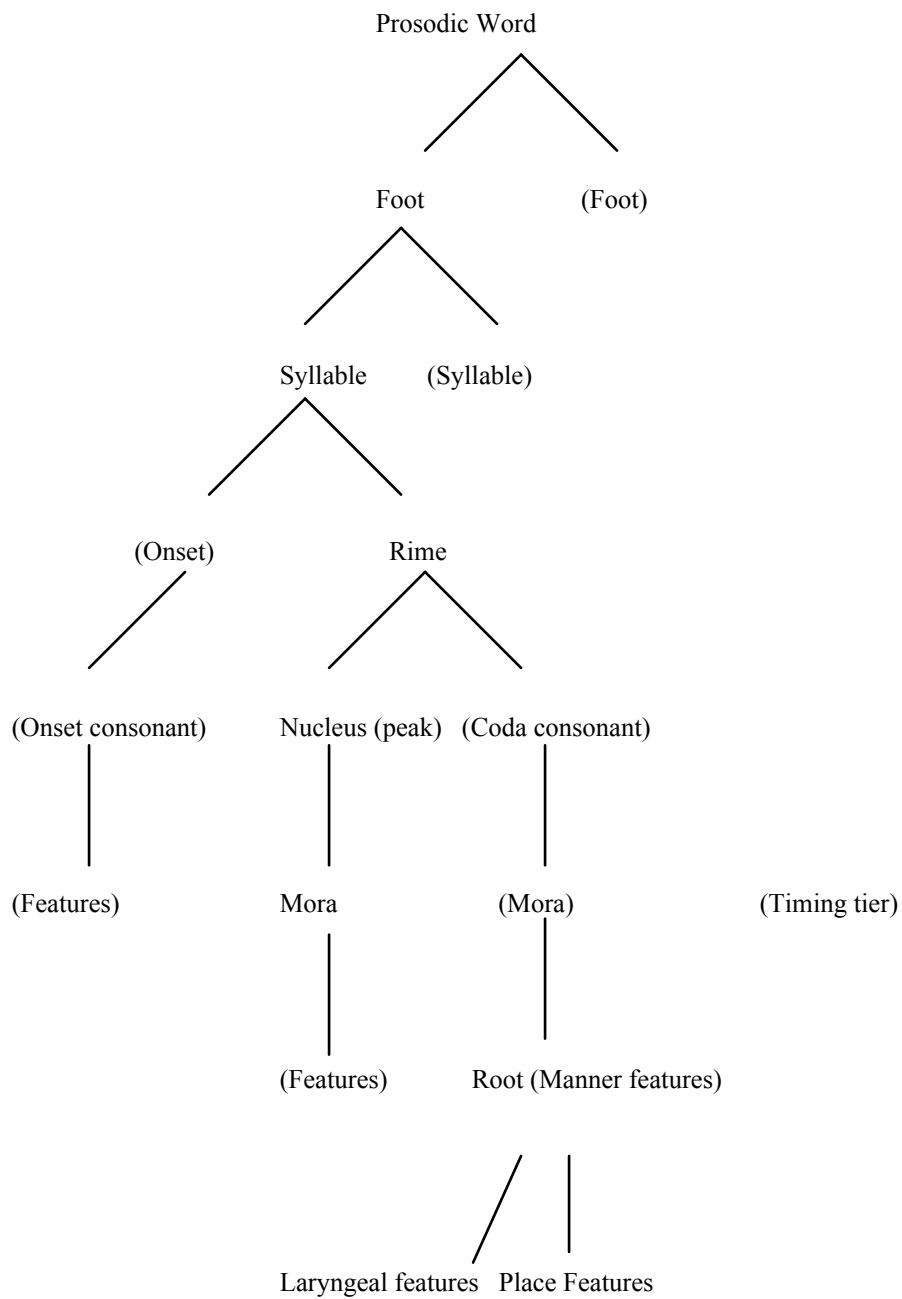 Prosodic Word
Foot (Foot)
Syllable (Syllable)
(Onset) Rime
(Onset consonant) Nucleus (peak) (Coda consonant)
(Features) Mora (Mora) (Timing tier)
(Features) Root (Manner features)
Laryngeal features Place Features